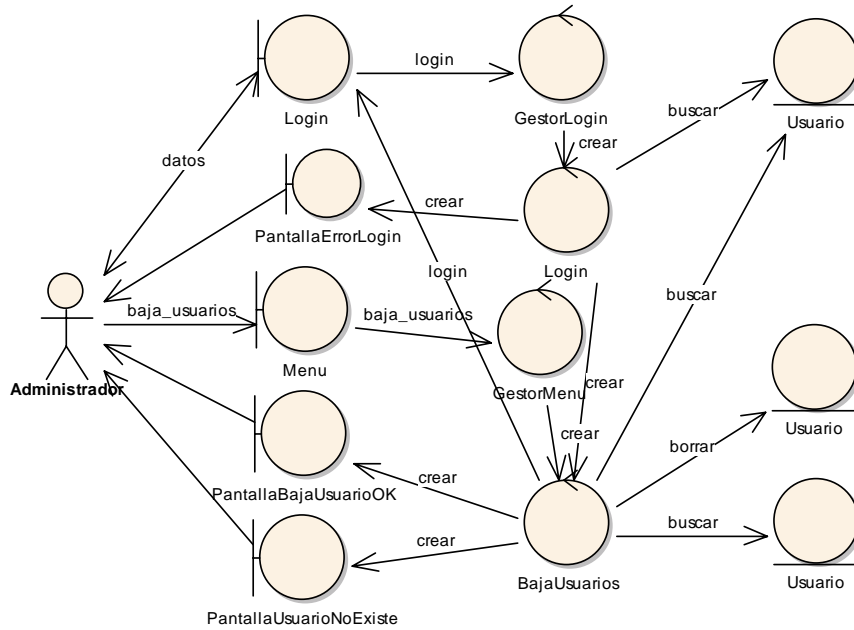 login
Login
GestorLogin
Usuario
buscar
crear
datos
crear
PantallaErrorLogin
Login
login
buscar
baja_usuarios
baja_usuarios
Menu
GestorMenu
crear
Administrador
Usuario
crear
borrar
PantallaBajaUsuarioOK
crear
buscar
crear
BajaUsuarios
Usuario
PantallaUsuarioNoExiste